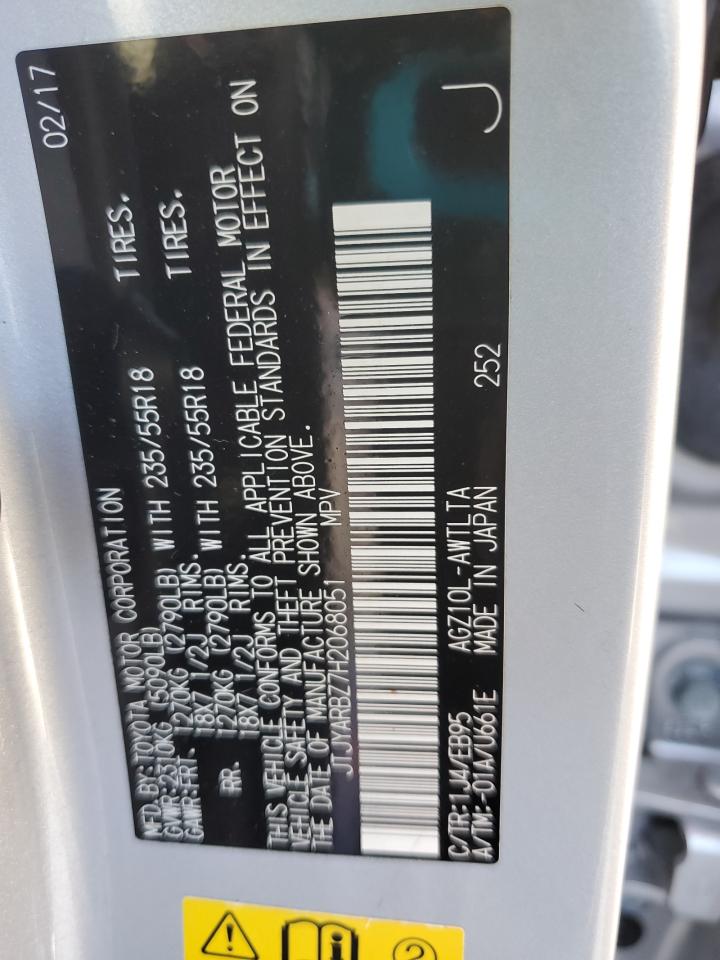 MFD BY:TOYOTA MOTOR CORPORATION 02/17
GVWR:2310KG (5090LB)
GAWR:FRT. 1270KG (2790LB) WITH 235/55R18 TIRES.
18X7 1/2J RIMS.
RR. 1270KG (2790LB) WITH 235/55R18 TIRES.
18X7 1/2J RIMS.
THIS VEHICLE CONFORMS TO ALL APPLICABLE FEDERAL MOTOR
VEHICLE SAFETY AND THEFT PREVENTION STANDARDS IN EFFECT ON
THE DATE OF MANUFACTURE SHOWN ABOVE.
JTJYARBZ7H2068051 MPV
C/TR:1J4/EB95 AGZ10L-AWTLTA
A/TM:-01A/U661E MADE IN JAPAN 252 J